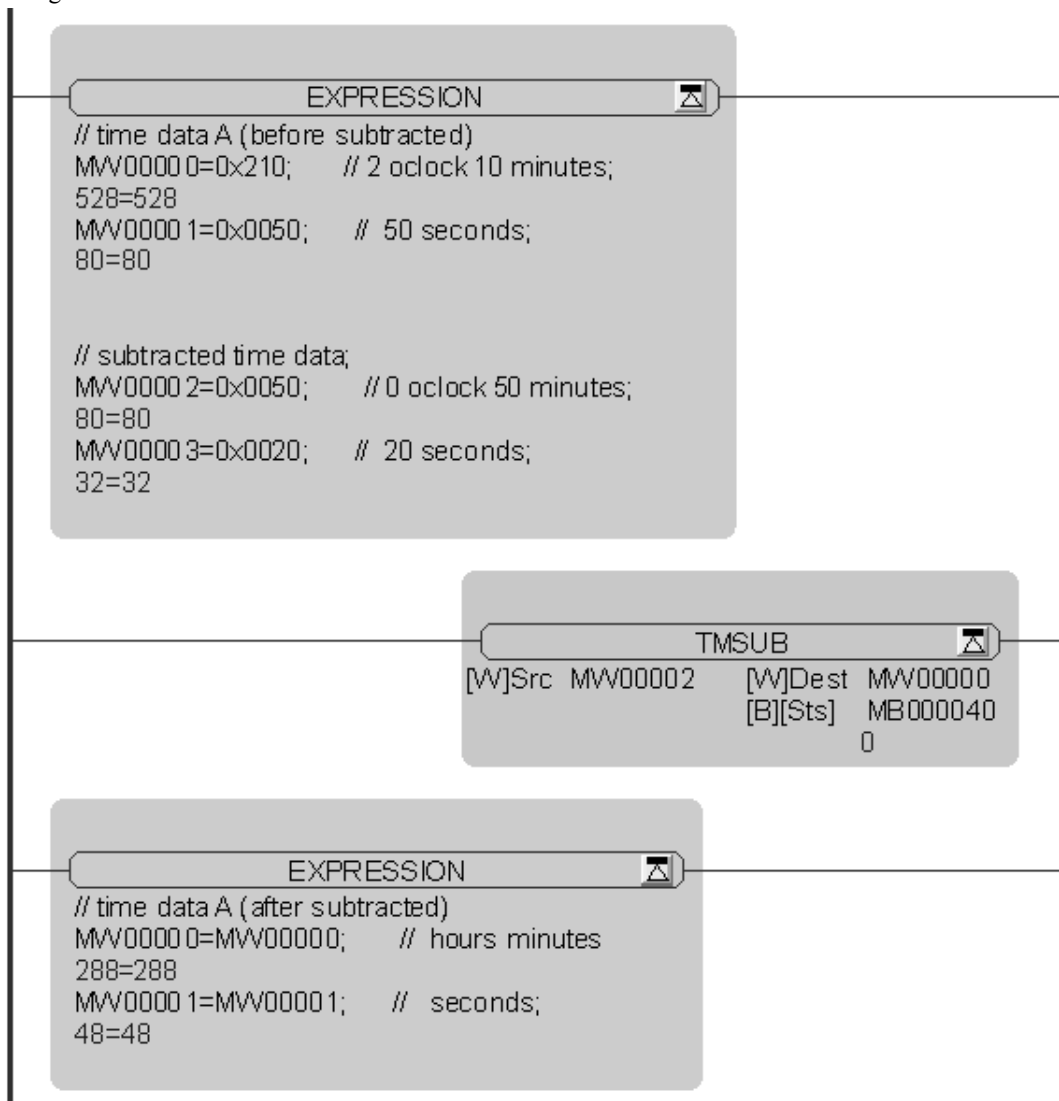 EXPRESSION
// time data A (before subtracted)
MW00000=0x210; // 2 oclock 10 minutes;
528=528
MW00001=0x0050; // 50 seconds;
80=80
// subtracted time data;
MW00002=0x0050; // 0 oclock 50 minutes;
80=80
MW00003=0x0020; // 20 seconds;
32=32
TMSUB
[W]Src MW00002 [W]Dest MW00000
[B][Sts] MB000040
0
EXPRESSION
// time data A (after subtracted)
MW00000=MW00000; // hours minutes
288=288
MW00001=MW00001; // seconds;
48=48